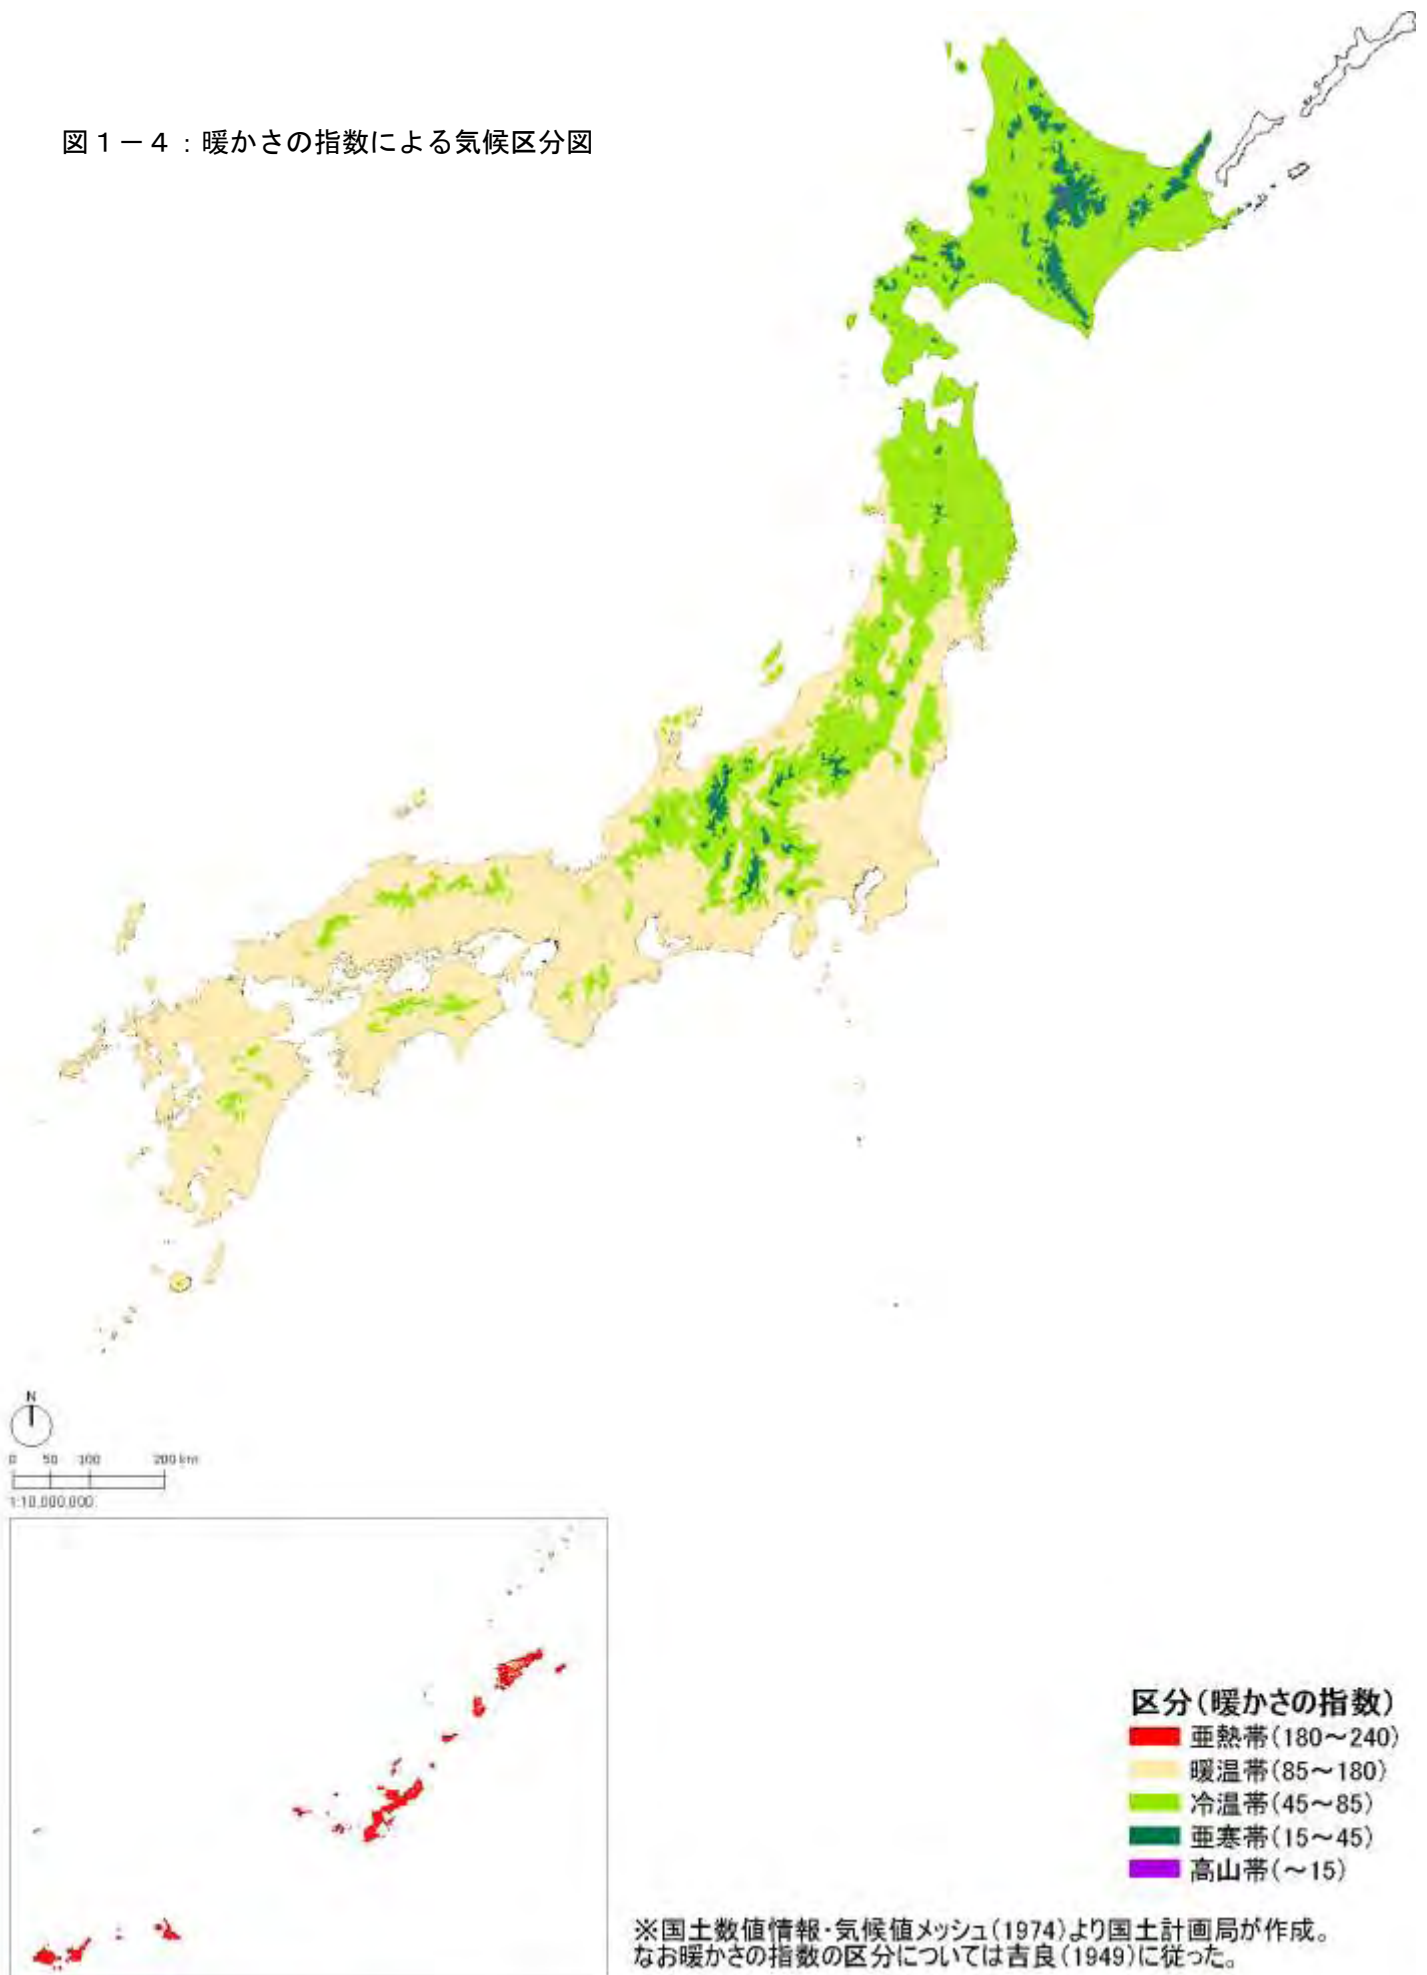 図1－4：暖かさの指数による気候区分図
N
0 50 100 200 km
1:10,000,000
区分(暖かさの指数)
亜熱帯(180～240)
暖温帯(85～180)
冷温帯(45～85)
亜寒帯(15～45)
高山帯(～15)
※国土数値情報・気候値メッシュ(1974)より国土計画局が作成。
なお暖かさの指数の区分については吉良(1949)に従った。